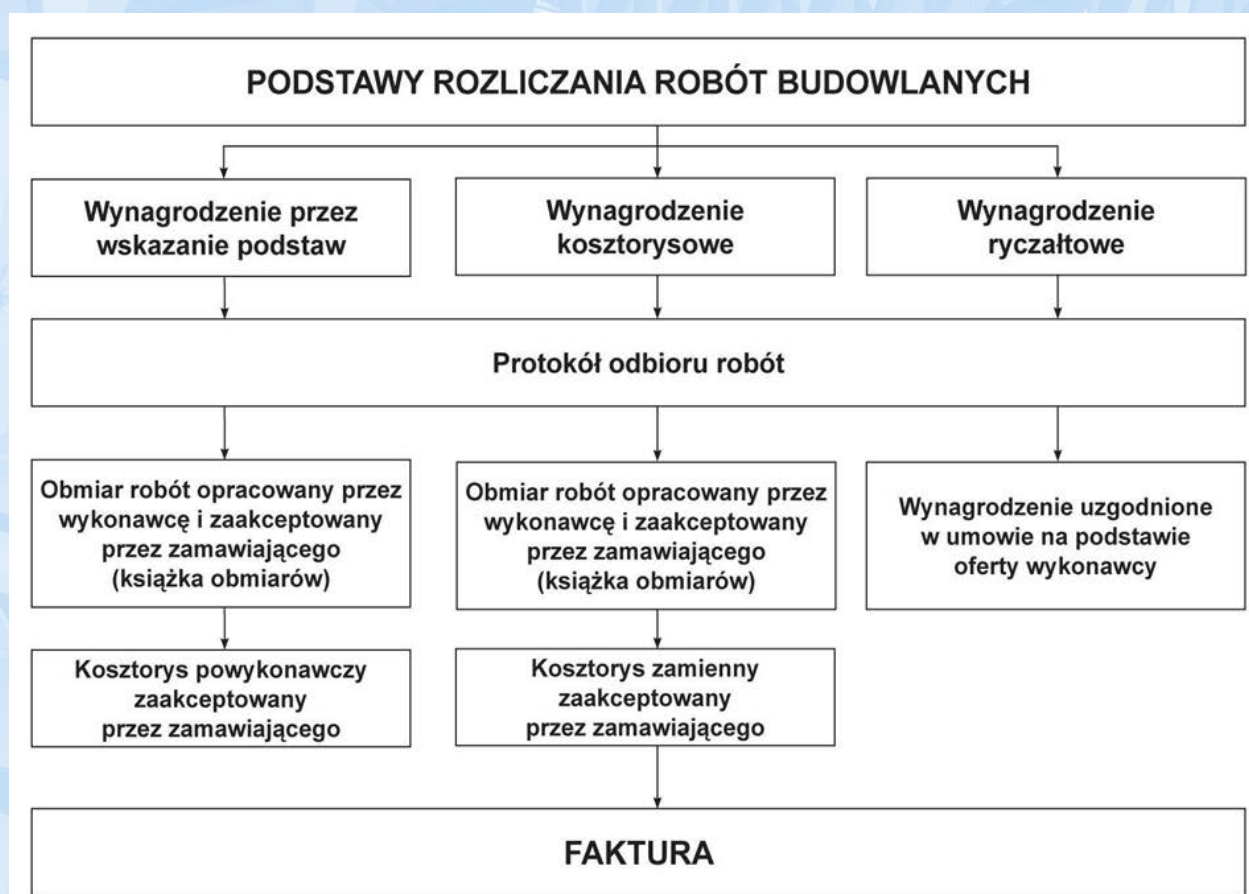 PODSTAWY ROZLICZANIA ROBÓT BUDOWLANYCH
Wynagrodzenie przez
wskazanie podstaw
Wynagrodzenie
kosztorysowe
Wynagrodzenie
ryczałtowe
Protokół odbioru robót
Obmiar robót opracowany przez
wykonawcę i zaakceptowany
przez zamawiającego
(książka obmiarów)
Obmiar robót opracowany przez
wykonawcę i zaakceptowany
przez zamawiającego
(książka obmiarów)
Wynagrodzenie uzgodnione
w umowie na podstawie
oferty wykonawcy
Kosztorys powykonawczy
zaakceptowany
przez zamawiającego
Kosztorys zamienny
zaakceptowany
przez zamawiającego
FAKTURA